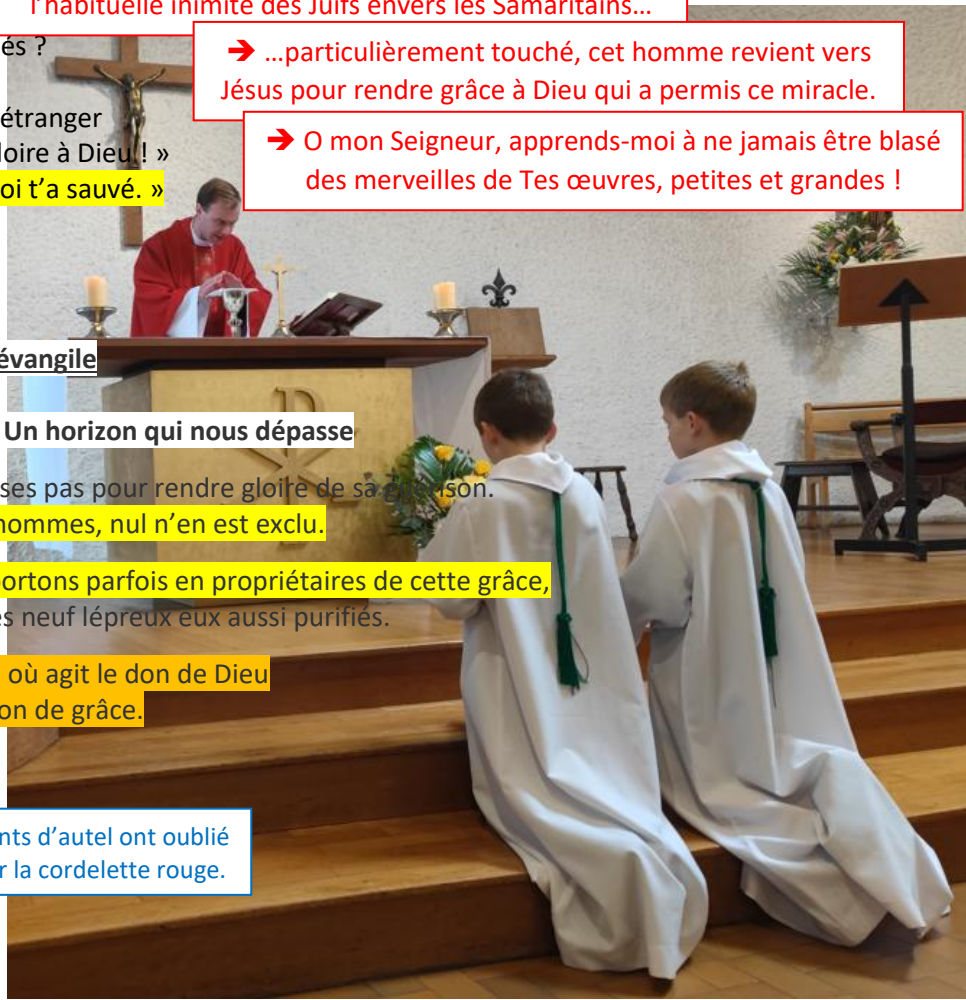 l'habituelle inimitié des Juifs envers les Samaritains...
és ?
➔ ...particulièrement touché, cet homme revient vers
Jésus pour rendre grâce à Dieu qui a permis ce miracle.
étranger
loire à Dieu ! »
oi t'a sauvé. »
➔ O mon Seigneur, apprends-moi à ne jamais être blasé
des merveilles de Tes œuvres, petites et grandes !
évangile
Un horizon qui nous dépasse
ses pas pour rendre gloire de sa guérison.
hommes, nul n'en est exclu.
portons parfois en propriétaires de cette grâce,
es neuf lépreux eux aussi purifiés.
où agit le don de Dieu
on de grâce.
nts d'autel ont oublié
r la cordelette rouge.